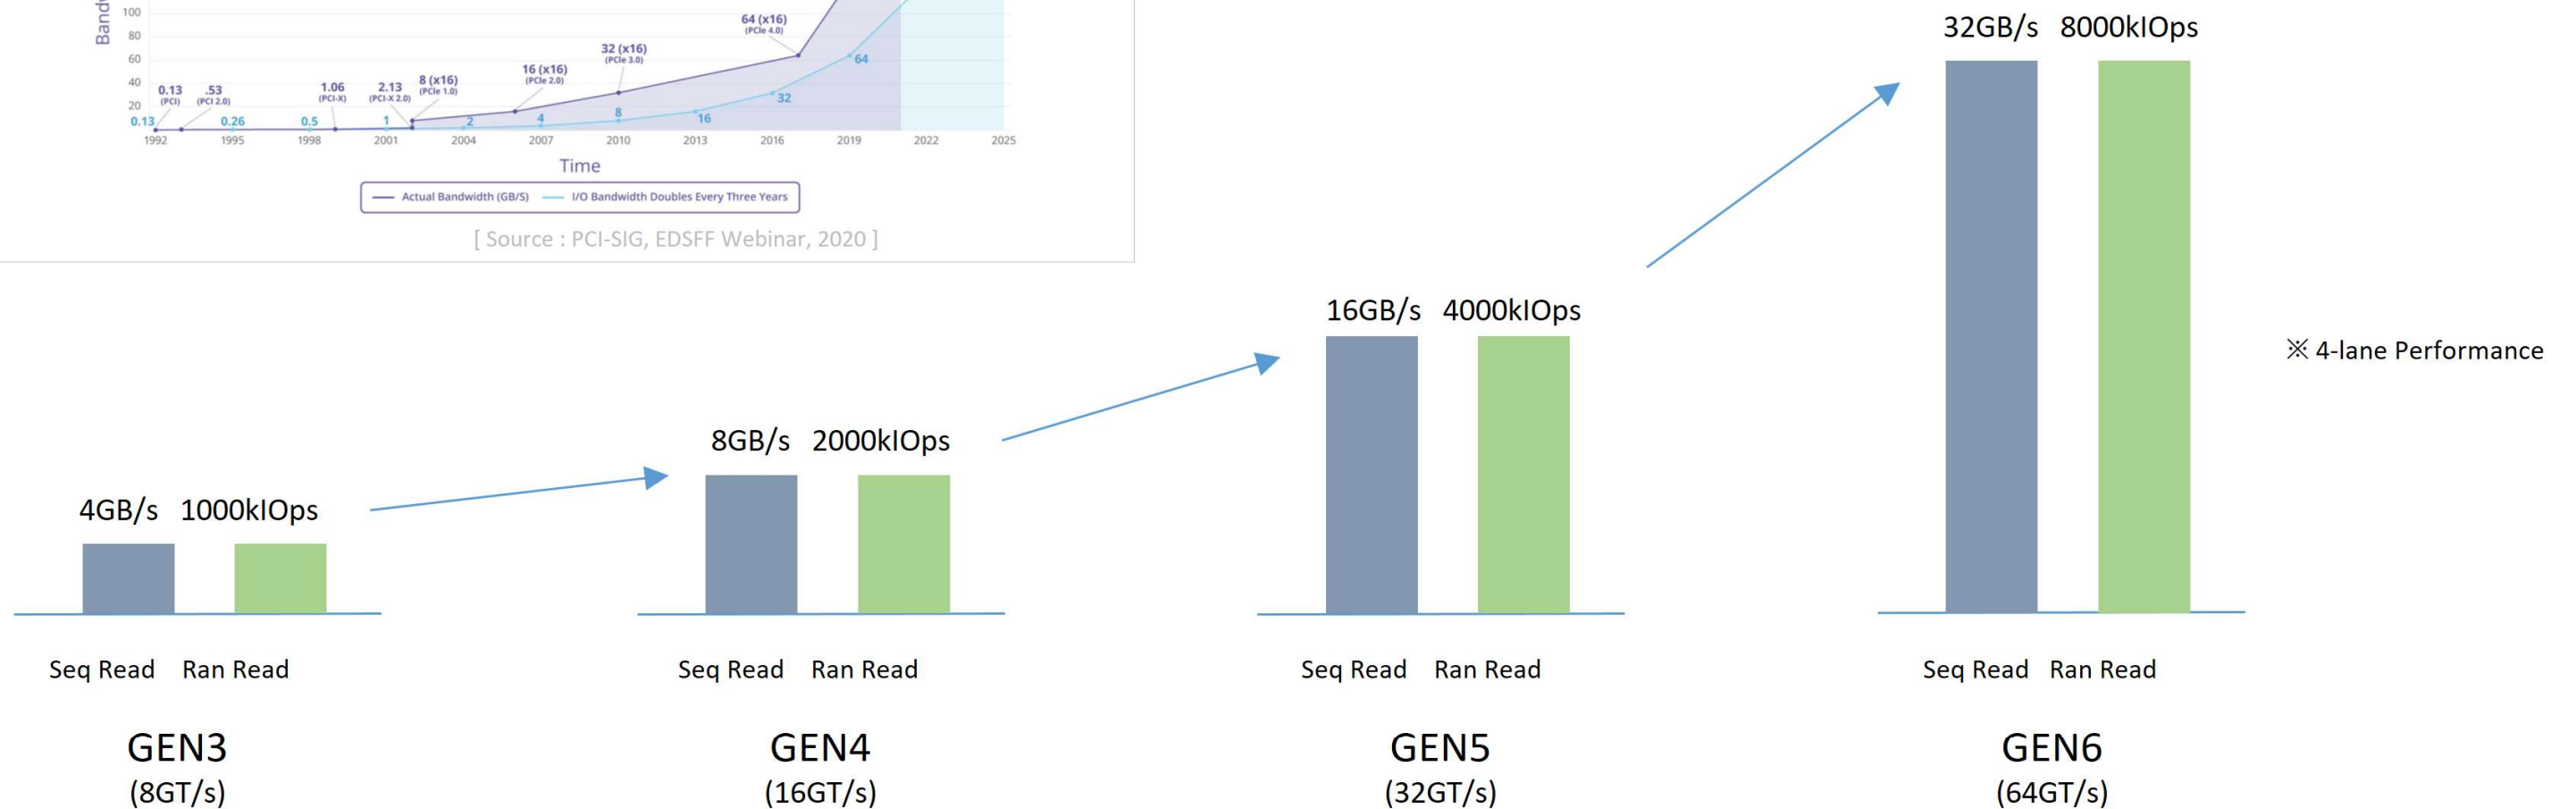 100
80
60
40
20
64 (x16)
(PCIe 4.0)
32 (x16)
(PCIe 3.0)
16 (x16)
(PCIe 2.0)
8 (x16)
(PCIe 1.0)
2.13
(PCI-X 2.0)
1.06
(PCI-X)
.53
(PCI 2.0)
0.13
(PCI)
0.13 0.26 0.5 1 2 4 8 16 32 64
1992 1995 1998 2001 2004 2007 2010 2013 2016 2019 2022 2025
Time
Actual Bandwidth (GB/S) I/O Bandwidth Doubles Every Three Years
[ Source : PCI-SIG, EDSFF Webinar, 2020 ]
4GB/s 1000kIOps
8GB/s 2000kIOps
16GB/s 4000kIOps
32GB/s 8000kIOps
※ 4-lane Performance
Seq Read Ran Read
Seq Read Ran Read
Seq Read Ran Read
Seq Read Ran Read
GEN3
(8GT/s)
GEN4
(16GT/s)
GEN5
(32GT/s)
GEN6
(64GT/s)